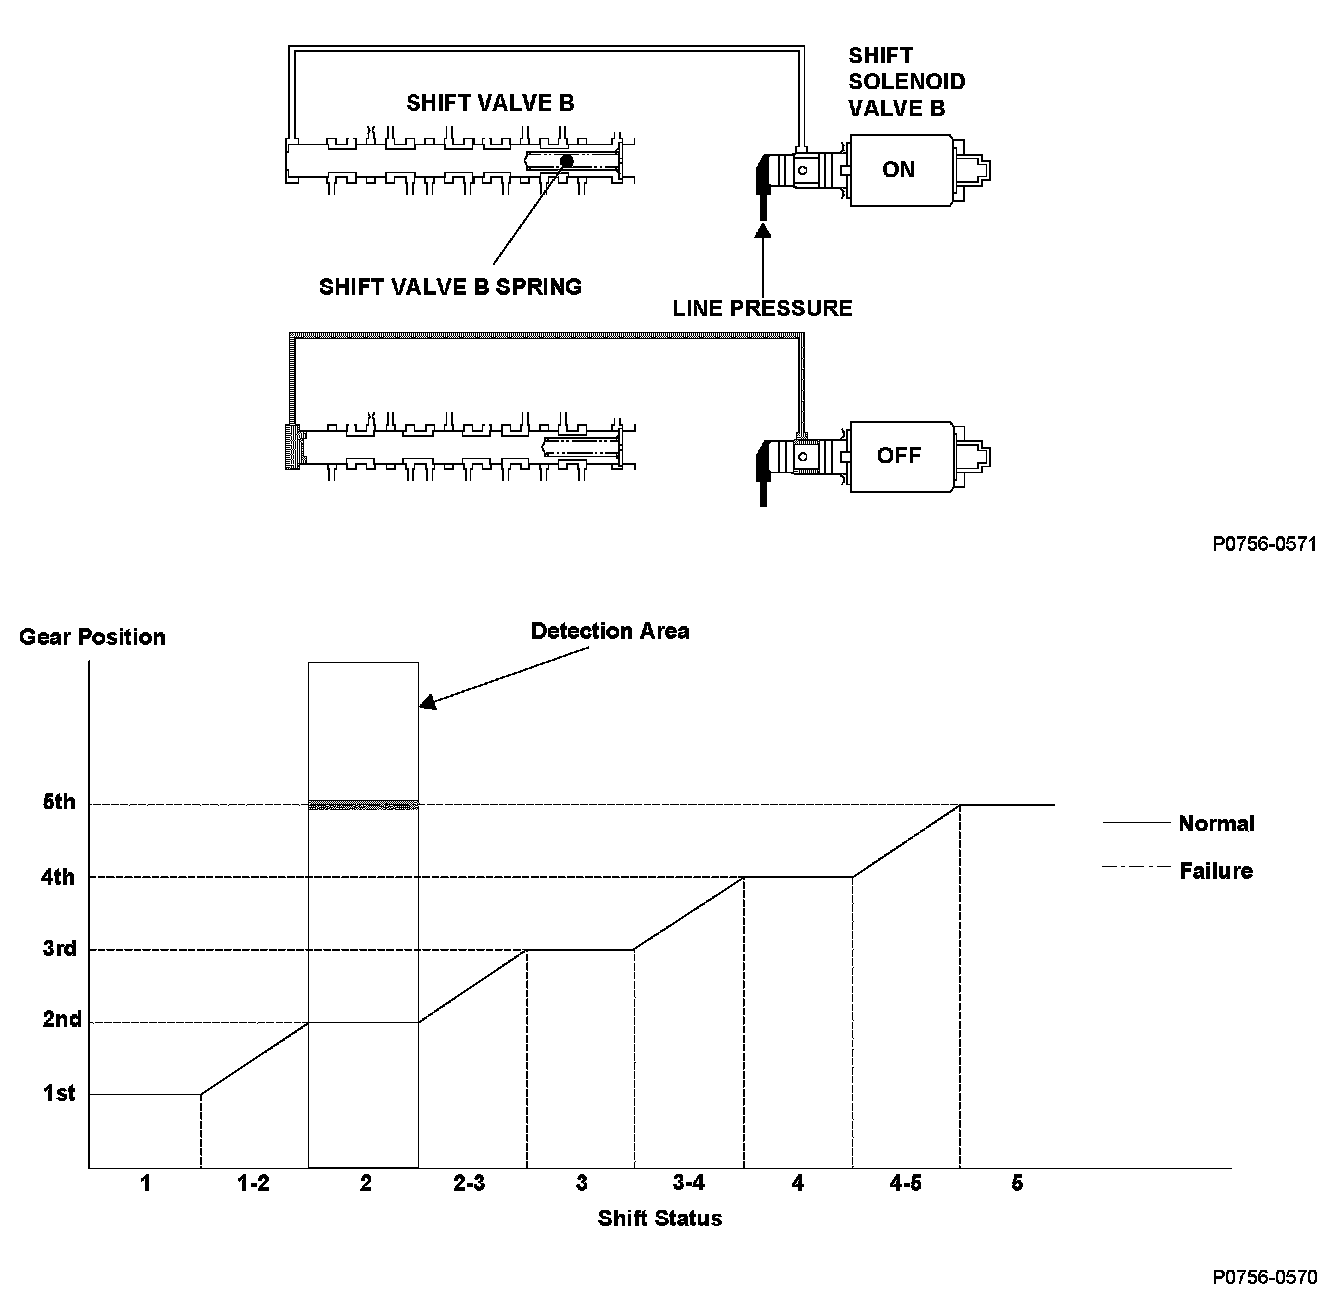 SHIFT
SOLENOID
VALVE B
SHIFT VALVE B
ON
SHIFT VALVE B SPRING
LINE PRESSURE
OFF
P0756-0571
Gear Position
Detection Area
5th
4th
3rd
2nd
1st
Normal
Failure
1
1-2
2
2-3
3
3-4
4
4-5
5
Shift Status
P0756-0570